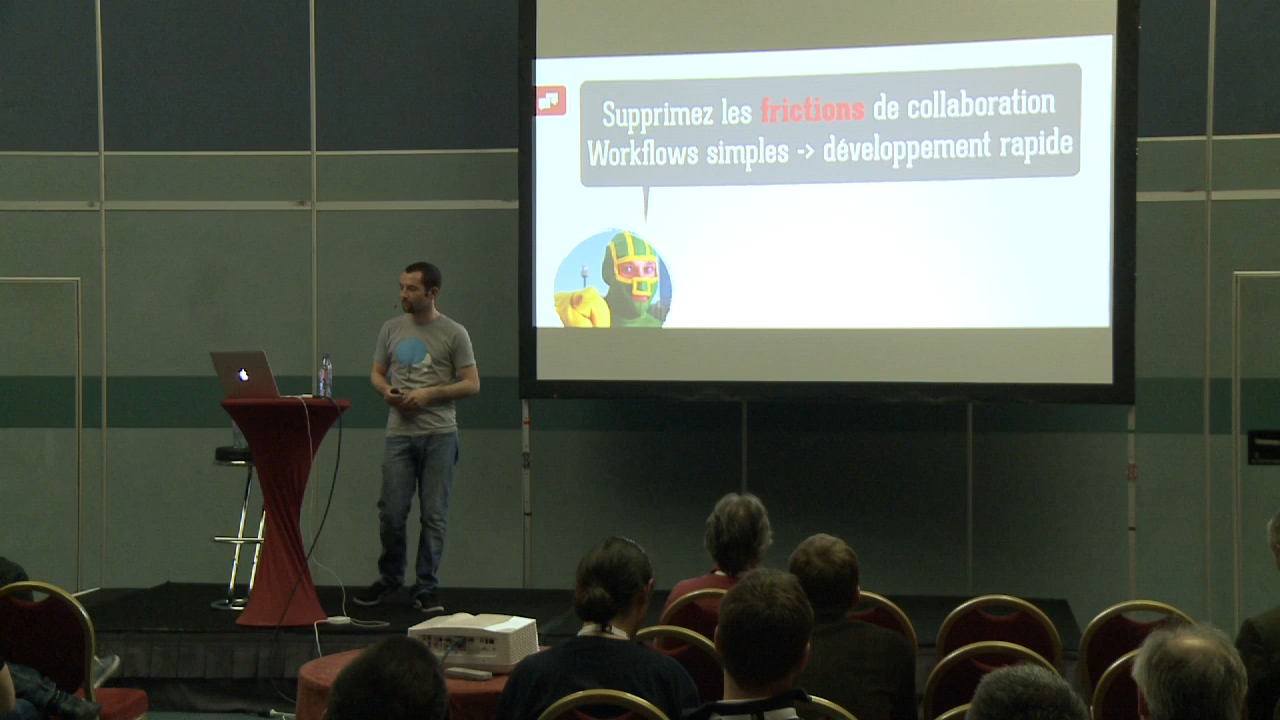 Supprimez les frictions de collaboration
Workflows simples -> développement rapide